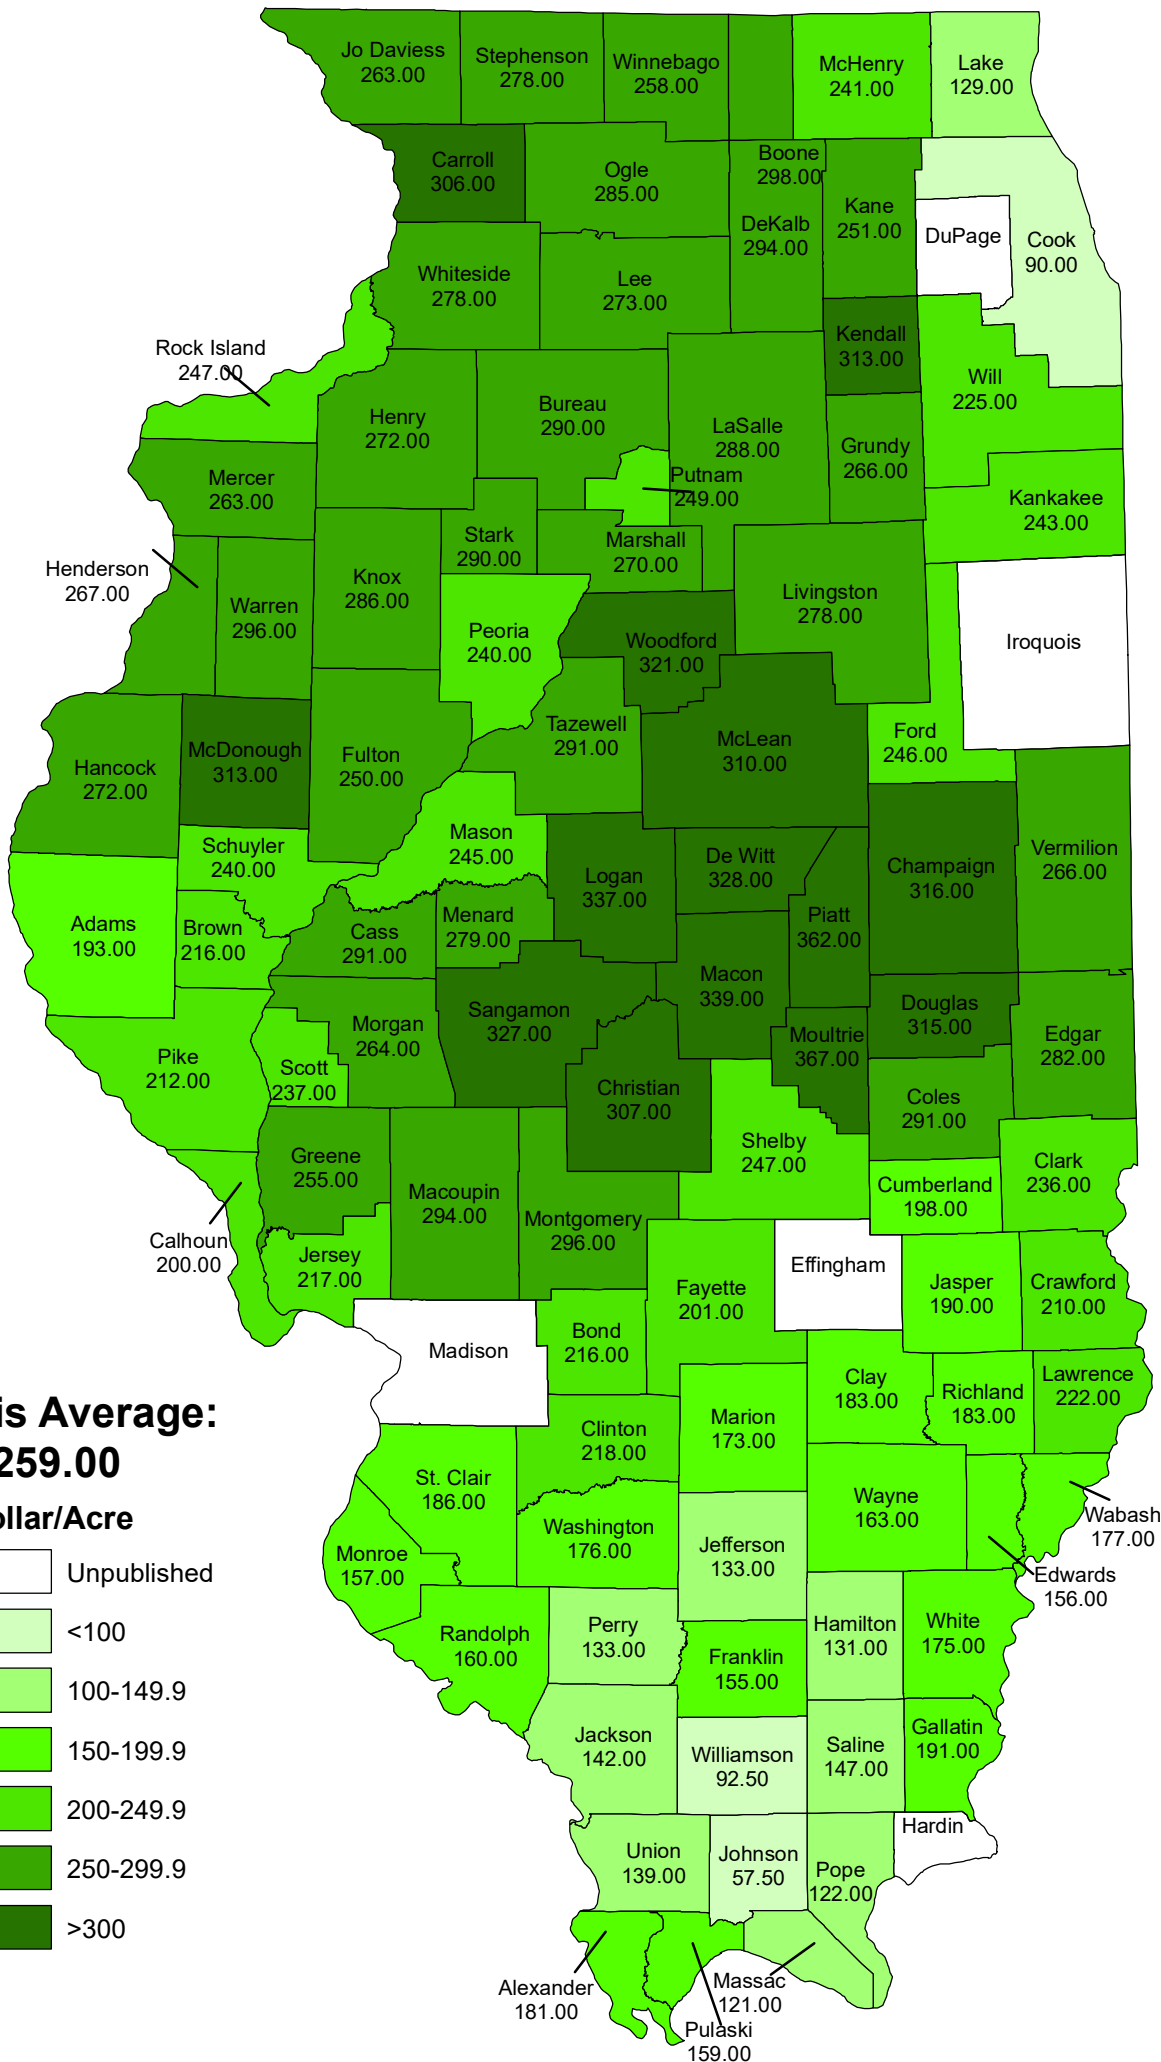 Jo Daviess
263.00
Stephenson
278.00
Winnebago
258.00
McHenry
241.00
Lake
129.00
Carroll
306.00
Ogle
285.00
Boone
298.00
DeKalb
294.00
Kane
251.00
DuPage
Cook
90.00
Whiteside
278.00
Lee
273.00
Kendall
313.00
Rock Island
247.00
Will
225.00
Henry
272.00
Bureau
290.00
LaSalle
288.00
Grundy
266.00
Mercer
263.00
Putnam
249.00
Kankakee
243.00
Henderson
267.00
Warren
296.00
Knox
286.00
Stark
290.00
Marshall
270.00
Livingston
278.00
Peoria
240.00
Woodford
321.00
Iroquois
Hancock
272.00
McDonough
313.00
Fulton
250.00
Tazewell
291.00
McLean
310.00
Ford
246.00
Schuyler
240.00
Mason
245.00
Logan
337.00
De Witt
328.00
Champaign
316.00
Vermilion
266.00
Adams
193.00
Brown
216.00
Cass
291.00
Menard
279.00
Piatt
362.00
Macon
339.00
Sangamon
327.00
Morgan
264.00
Douglas
315.00
Moultrie
367.00
Edgar
282.00
Pike
212.00
Scott
237.00
Christian
307.00
Coles
291.00
Shelby
247.00
Greene
255.00
Macoupin
294.00
Montgomery
296.00
Cumberland
198.00
Clark
236.00
Calhoun
200.00
Jersey
217.00
Effingham
Fayette
201.00
Jasper
190.00
Crawford
210.00
Madison
Bond
216.00
Clay
183.00
Richland
183.00
Lawrence
222.00
is Average:
259.00
Clinton
218.00
Marion
173.00
St. Clair
186.00
Wayne
163.00
Wabash
177.00
ollar/Acre
Washington
176.00
Jefferson
133.00
Monroe
157.00
Edwards
156.00
Unpublished
<100
100-149.9
150-199.9
200-249.9
250-299.9
>300
Randolph
160.00
Perry
133.00
Hamilton
131.00
White
175.00
Franklin
155.00
Jackson
142.00
Williamson
92.50
Saline
147.00
Gallatin
191.00
Hardin
Union
139.00
Johnson
57.50
Pope
122.00
Alexander
181.00
Massac
121.00
Pulaski
159.00